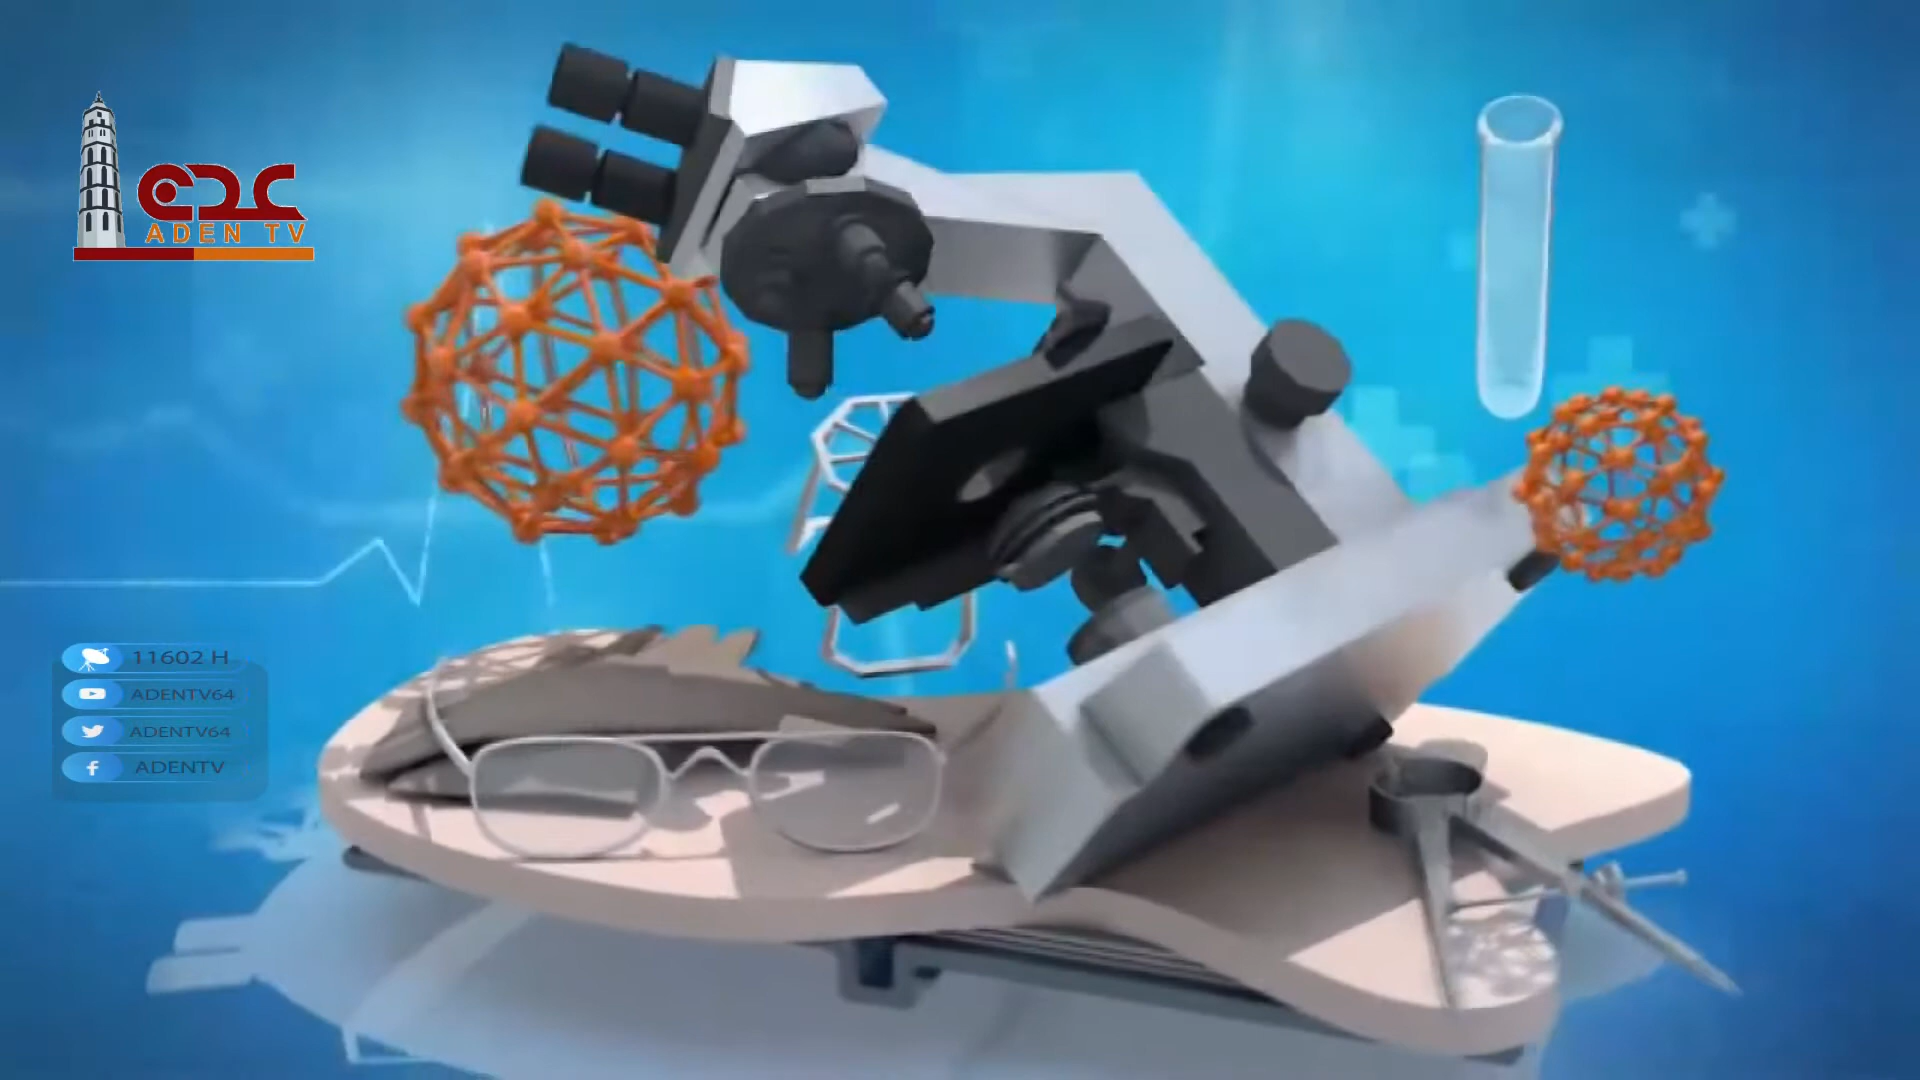 عدن
ADEN TV
11602 H
ADENTV64
ADENTV64
ADENTV